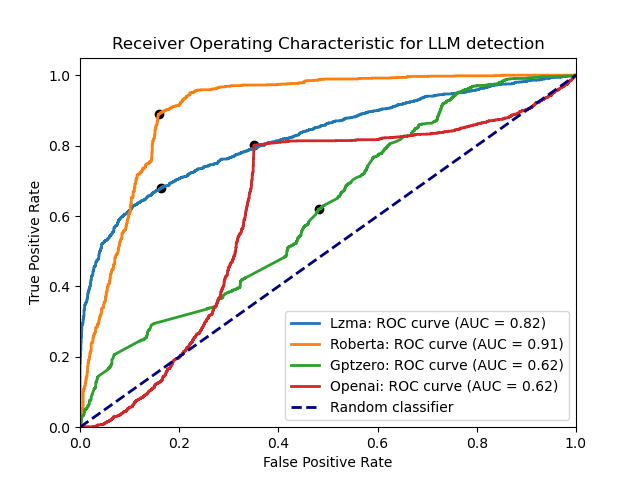 Receiver Operating Characteristic for LLM detection
True Positive Rate
1.0
0.8
0.6
0.4
0.2
0.0
Lzma: ROC curve (AUC = 0.82)
Roberta: ROC curve (AUC = 0.91)
Gptzero: ROC curve (AUC = 0.62)
Openai: ROC curve (AUC = 0.62)
Random classifier
0.0 0.2 0.4 0.6 0.8 1.0
False Positive Rate